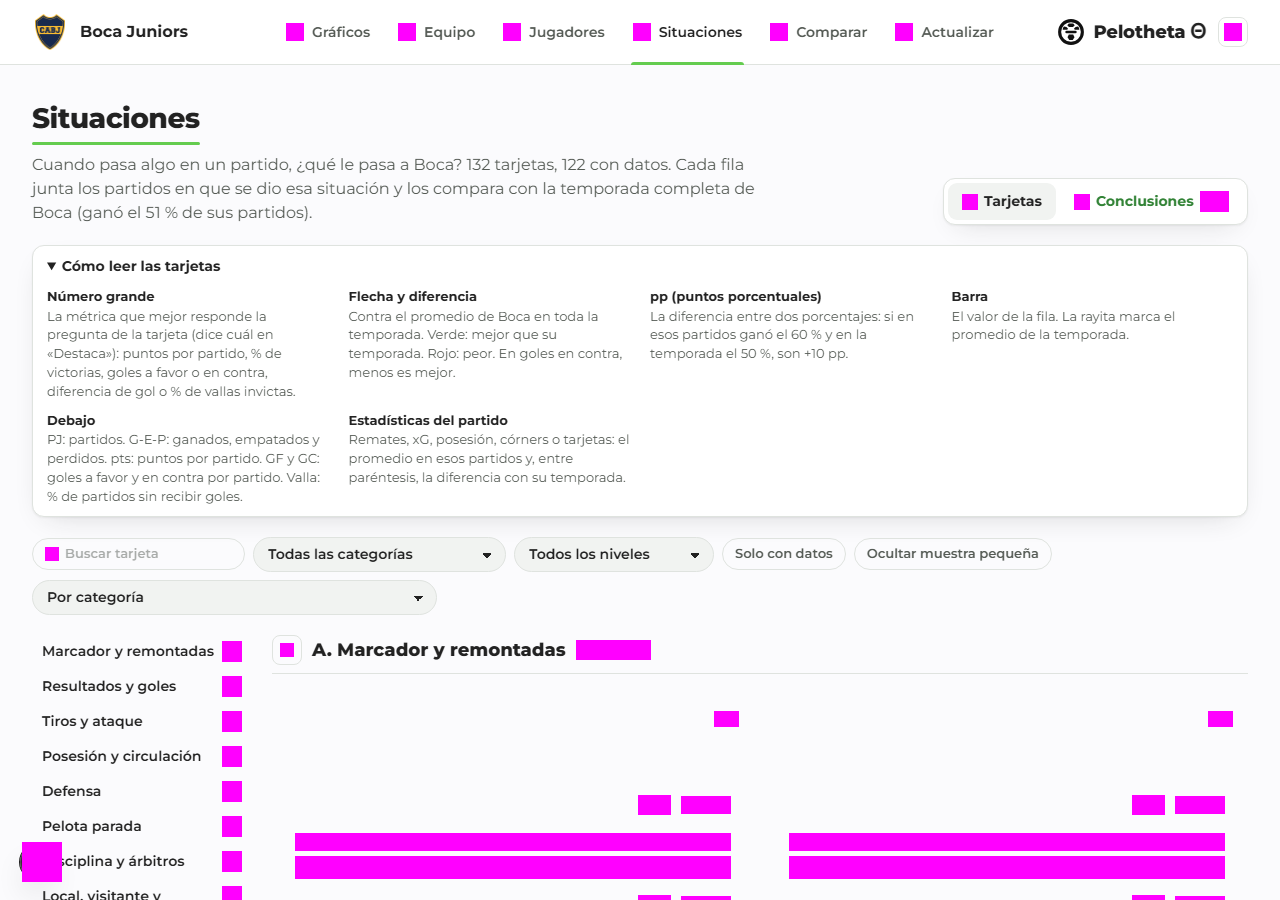 CABJ
Boca Juniors
Gráficos
Equipo
Jugadores
Situaciones
Comparar
Actualizar
Pelotheta Θ
Situaciones
Cuando pasa algo en un partido, ¿qué le pasa a Boca? 132 tarjetas, 122 con datos. Cada fila
junta los partidos en que se dio esa situación y los compara con la temporada completa de
Boca (ganó el 51 % de sus partidos).
Tarjetas
Conclusiones
▼ Cómo leer las tarjetas
Número grande
La métrica que mejor responde la
pregunta de la tarjeta (dice cuál en
«Destaca»): puntos por partido, % de
victorias, goles a favor o en contra,
diferencia de gol o % de vallas invictas.
Flecha y diferencia
Contra el promedio de Boca en toda la
temporada. Verde: mejor que su
temporada. Rojo: peor. En goles en contra,
menos es mejor.
pp (puntos porcentuales)
La diferencia entre dos porcentajes: si en
esos partidos ganó el 60 % y en la
temporada el 50 %, son +10 pp.
Barra
El valor de la fila. La rayita marca el
promedio de la temporada.
Debajo
PJ: partidos. G-E-P: ganados, empatados y
perdidos. pts: puntos por partido. GF y GC:
goles a favor y en contra por partido. Valla:
% de partidos sin recibir goles.
Estadísticas del partido
Remates, xG, posesión, córners o tarjetas: el
promedio en esos partidos y, entre
paréntesis, la diferencia con su temporada.
Buscar tarjeta
Todas las categorías
Todos los niveles
Solo con datos
Ocultar muestra pequeña
Por categoría
Marcador y remontadas
Resultados y goles
Tiros y ataque
Posesión y circulación
Defensa
Pelota parada
sciplina y árbitros
Local, visitante y
A. Marcador y remontadas